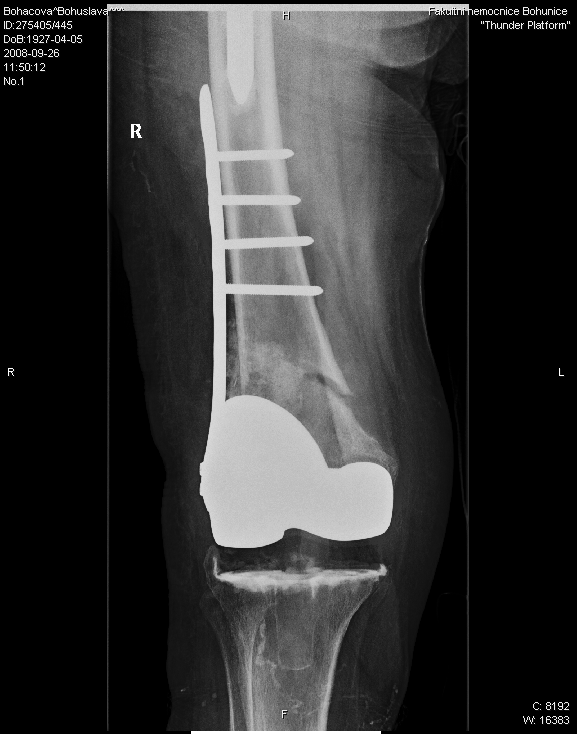 Bohacova^Bohuslava^^^
ID:275405/445
DoB:1927-04-05
2008-09-26
11:50:12
No.1
H
Fakultni nemocnice Bohunice
"Thunder Platform"
R
R
L
F
C: 8192
W: 16383